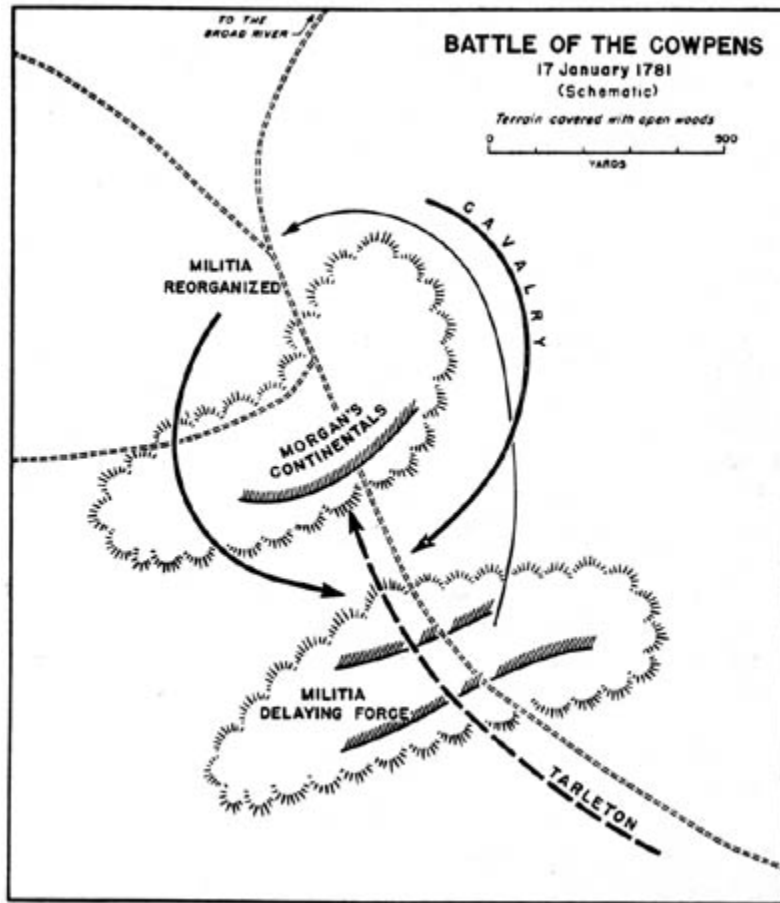 TO THE
BROAD RIVER
BATTLE OF THE COWPENS
17 January 1781
(Schematic)
Terrain covered with open woods
0 500
YARDS
CAVALRY
MILITIA
REORGANIZED
MORGAN'S
CONTINENTALS
MILITIA
DELAYING FORCE
TARLETON